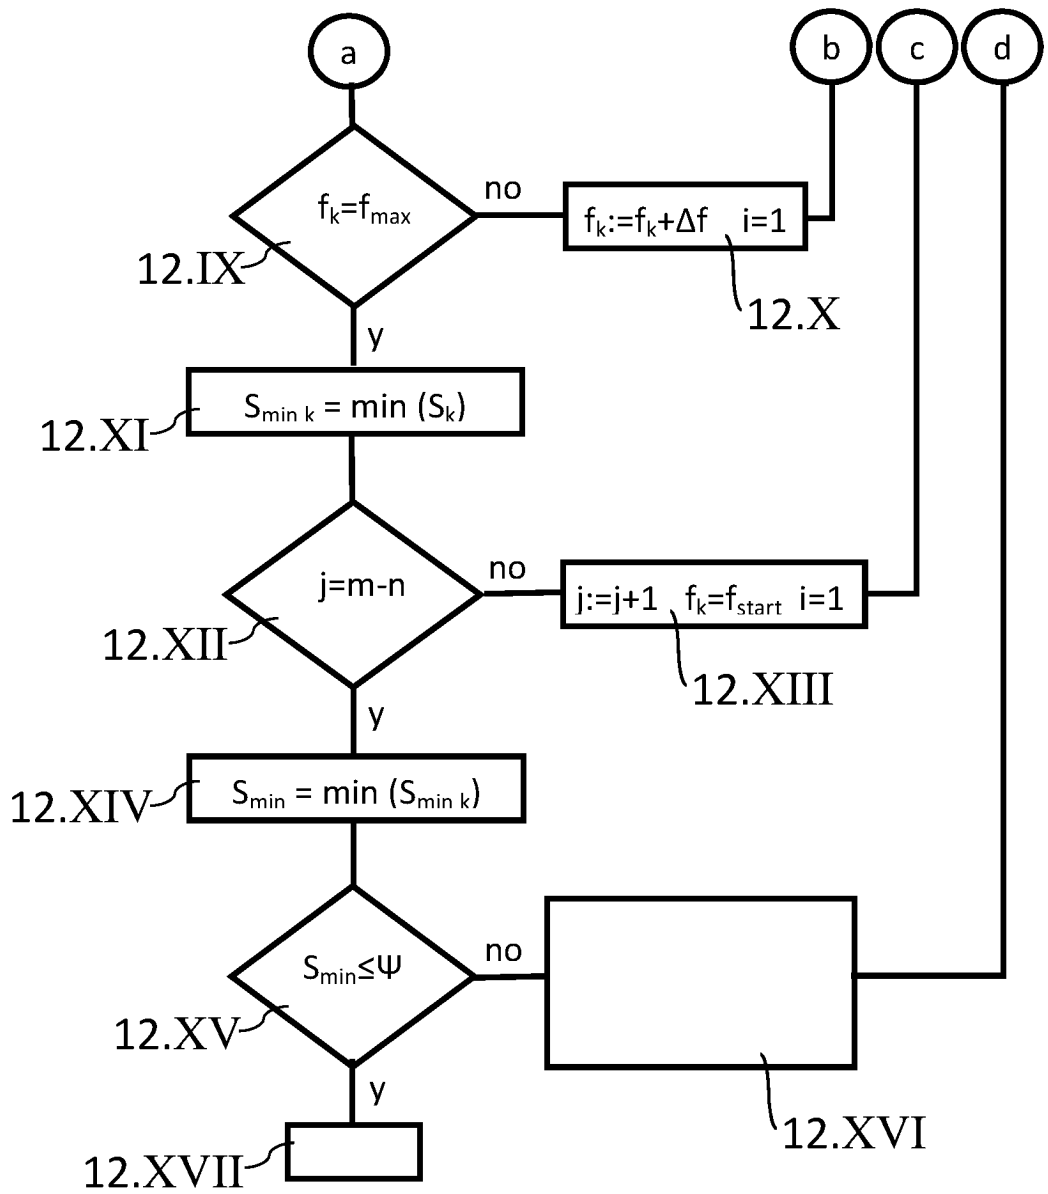 a
b c d
fk=fmax
no
fk:=fk+Δf i=1
12.IX
12.X
y
Smin k = min (Sk)
12.XI
j=m-n
no
j:=j+1 fk=fstart i=1
12.XII
12.XIII
y
Smin = min (Smin k)
12.XIV
Smin≤Ψ
no
12.XV
y
12.XVI
12.XVII